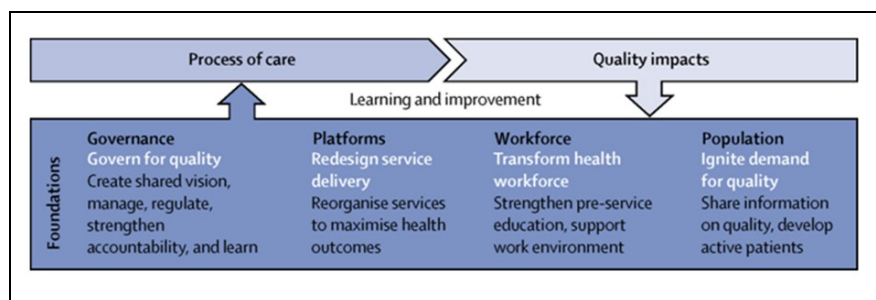 Process of care
Quality impacts
Learning and improvement
Foundations
Governance
Govern for quality
Create shared vision,
manage, regulate,
strengthen
accountability, and learn
Platforms
Redesign service
delivery
Reorganise services
to maximise health
outcomes
Workforce
Transform health
workforce
Strengthen pre-service
education, support
work environment
Population
Ignite demand
for quality
Share information
on quality, develop
active patients